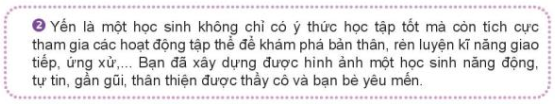 2 Yến là một học sinh không chỉ có ý thức học tập tốt mà còn tích cực
tham gia các hoạt động tập thể để khám phá bản thân, rèn luyện kĩ năng giao
tiếp, ứng xử,... Bạn đã xây dựng được hình ảnh một học sinh năng động,
tự tin, gần gũi, thân thiện được thầy cô và bạn bè yêu mến.